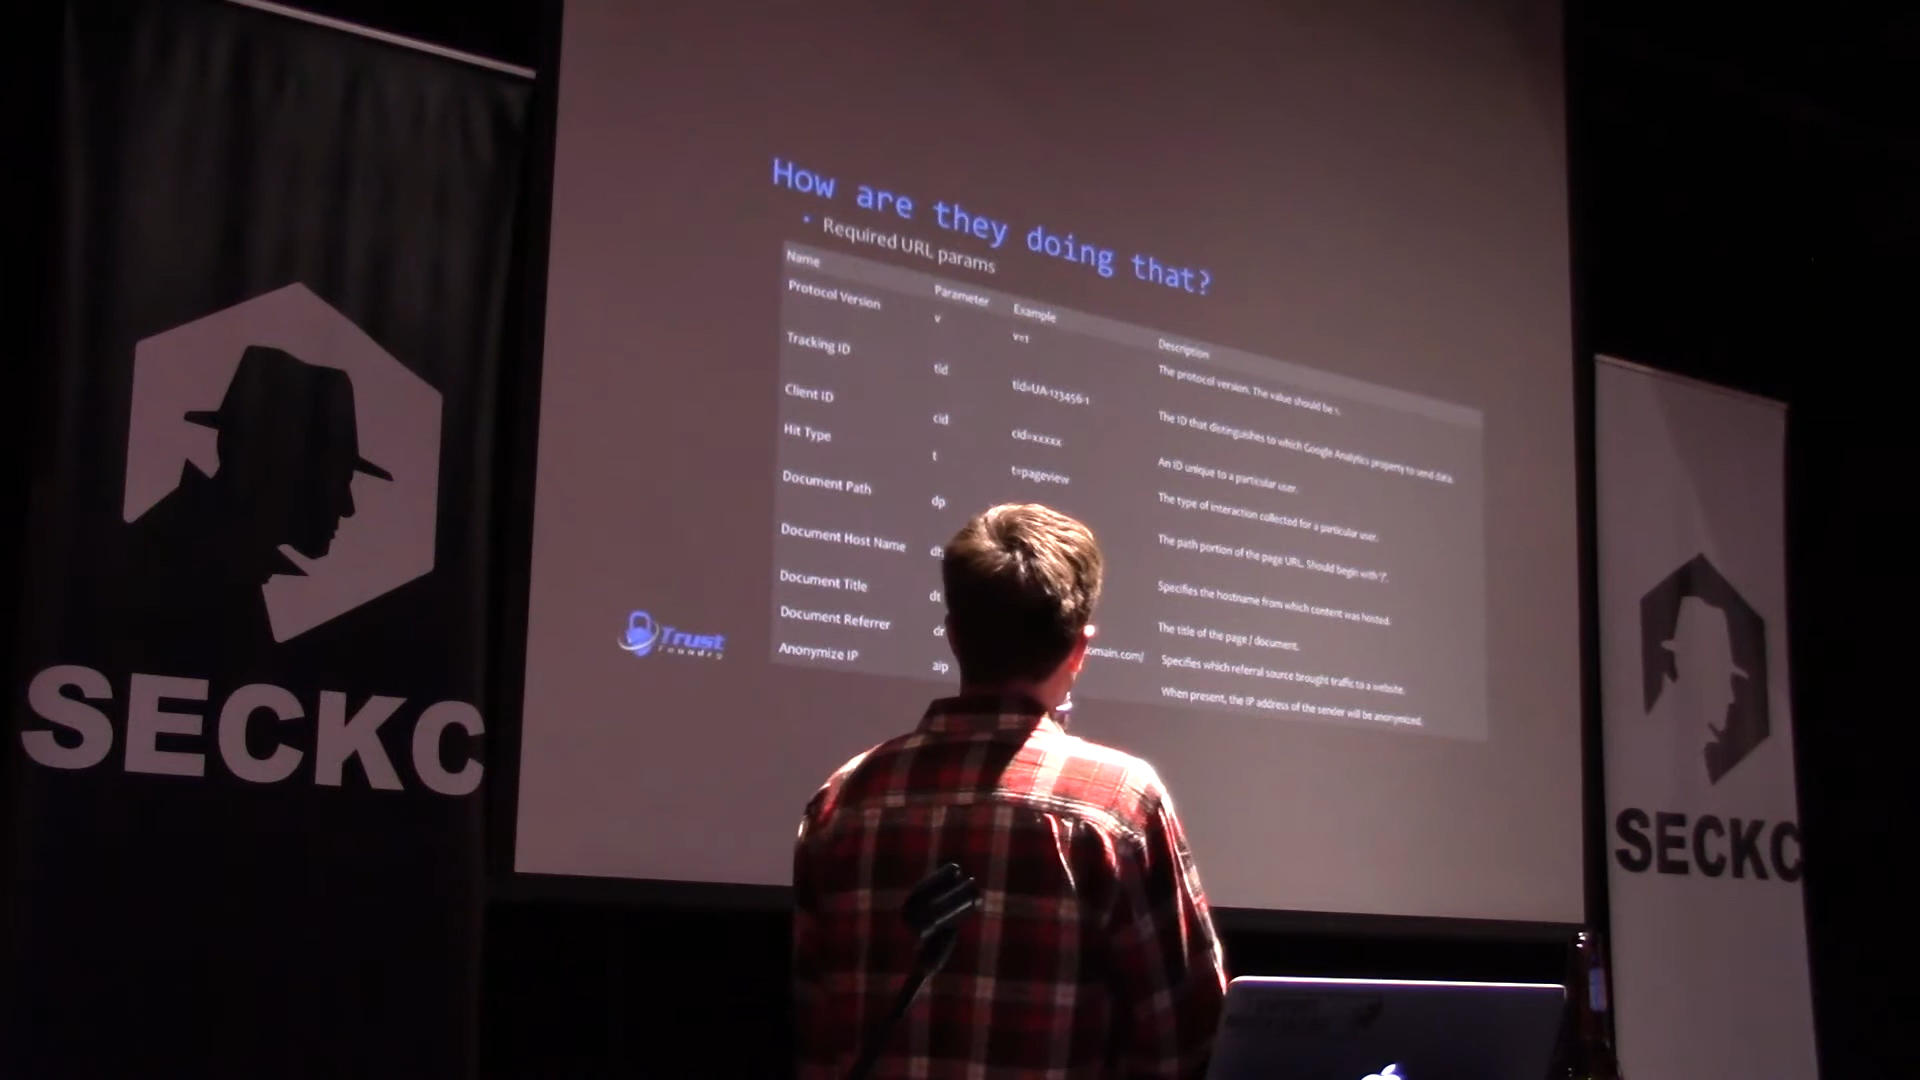 How are they doing that?
• Required URL params
Name Parameter Example Description
Protocol Version v v=1 The protocol version. The value should be 1.
Tracking ID tid tid=UA-123456-1 The ID that distinguishes to which Google Analytics property to send data.
Client ID cid cid=xxxxx An ID unique to a particular user.
Hit Type t t=pageview The type of interaction collected for a particular user.
Document Path dp The path portion of the page URL. Should begin with '/'.
Document Host Name dh Specifies the hostname from which content was hosted.
Document Title dt The title of the page / document.
Document Referrer dr domain.com/ Specifies which referral source brought traffic to a website.
Anonymize IP aip When present, the IP address of the sender will be anonymized.
Trust
Foundry
SECKC
SECKC